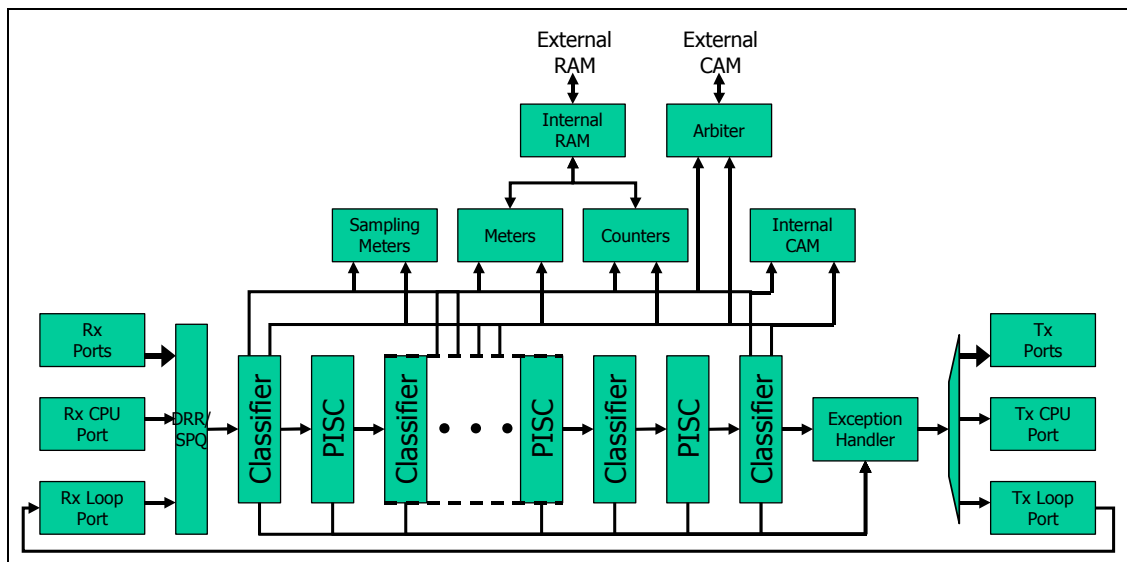 External
RAM
External
CAM
Internal
RAM
Arbiter
Sampling
Meters
Meters
Counters
Internal
CAM
Rx
Ports
Rx CPU
Port
Rx Loop
Port
DRR/
SPQ
Classifier
PISC
Classifier
• • •
PISC
Classifier
PISC
Classifier
Exception
Handler
Tx
Ports
Tx CPU
Port
Tx Loop
Port